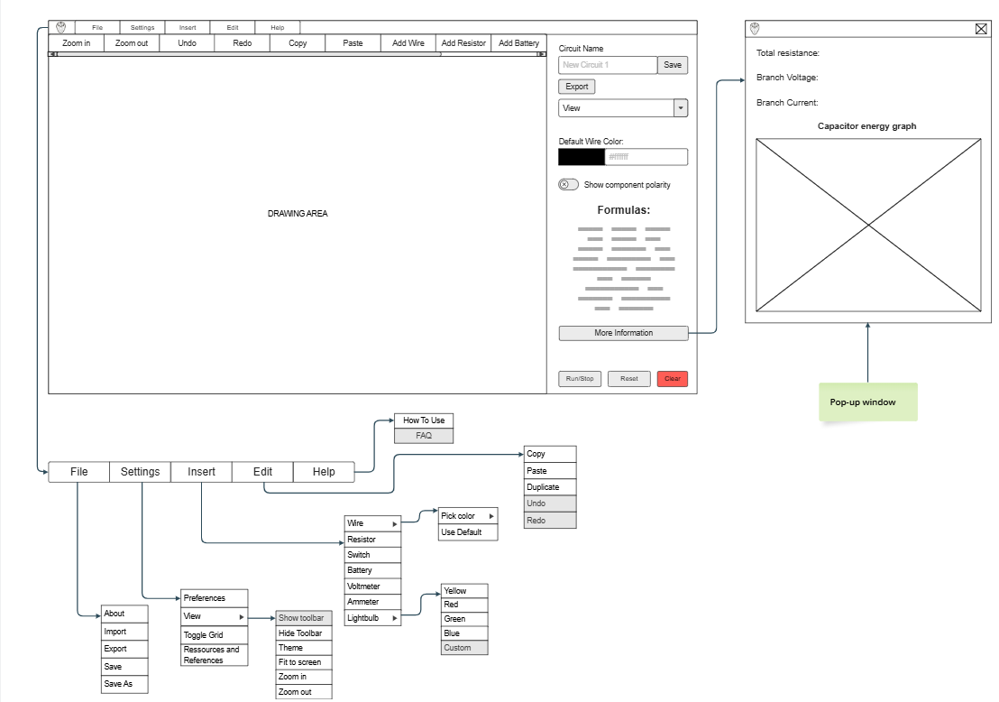 File Settings Insert Edit Help
Zoom in Zoom out Undo Redo Copy Paste Add Wire Add Resistor Add Battery
DRAWING AREA
Circuit Name
New Circuit 1 Save
Export
View
Default Wire Color:
#ffffff
Show component polarity
Formulas:
More Information
Run/Stop Reset Clear
Total resistance:
Branch Voltage:
Branch Current:
Capacitor energy graph
Pop-up window
File Settings Insert Edit Help
How To Use
FAQ
Copy
Paste
Duplicate
Undo
Redo
Wire
Resistor
Switch
Battery
Voltmeter
Ammeter
Lightbulb
Pick color
Use Default
Yellow
Red
Green
Blue
Custom
Preferences
View
Toggle Grid
Ressources and
References
Show toolbar
Hide Toolbar
Theme
Fit to screen
Zoom in
Zoom out
About
Import
Export
Save
Save As